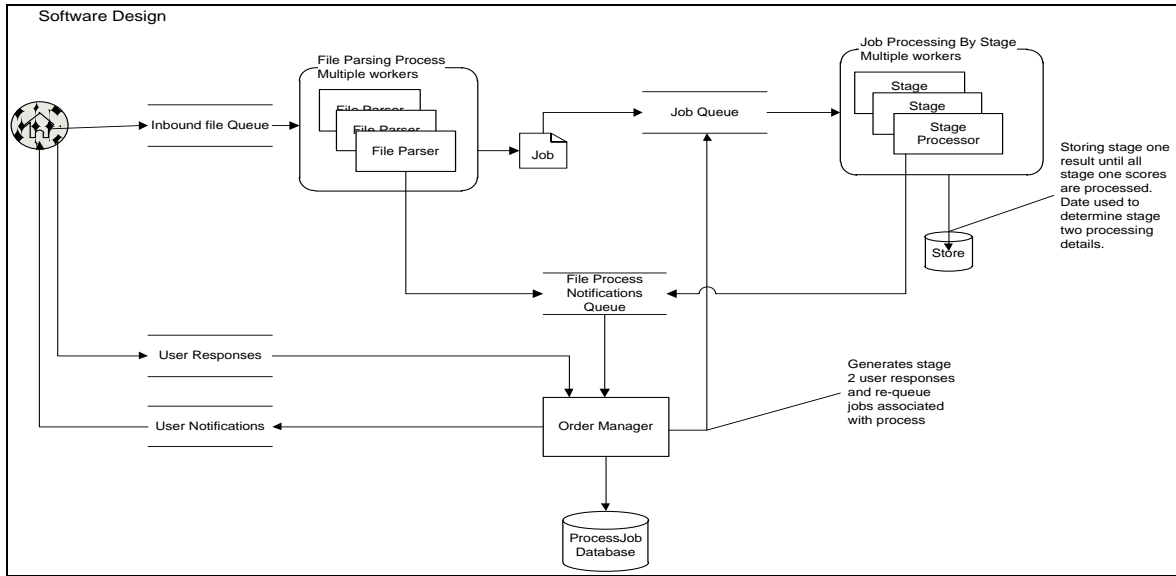 Software Design
File Parsing Process
Multiple workers
File Parser
File Parser
File Parser
Inbound file Queue
Job
Job Queue
Job Processing By Stage
Multiple workers
Stage
Stage
Stage
Processor
Storing stage one
result until all
stage one scores
are processed.
Date used to
determine stage
two processing
details.
Store
File Process
Notifications
Queue
User Responses
User Notifications
Order Manager
Generates stage
2 user responses
and re-queue
jobs associated
with process
ProcessJob
Database